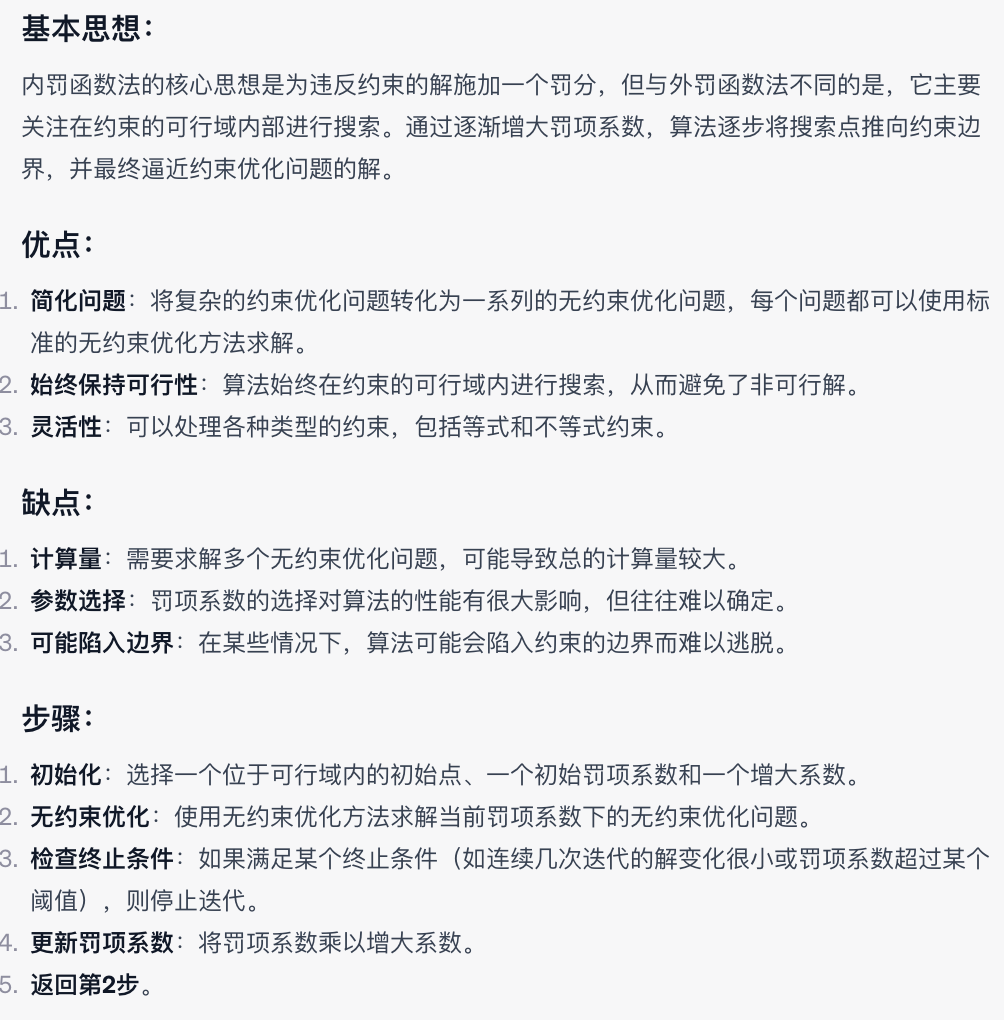 基本思想：
内罚函数法的核心思想是为违反约束的解施加一个罚分，但与外罚函数法不同的是，它主要
关注在约束的可行域内部进行搜索。通过逐渐增大罚项系数，算法逐步将搜索点推向约束边
界，并最终逼近约束优化问题的解。
优点：
1. 简化问题：将复杂的约束优化问题转化为一系列的无约束优化问题，每个问题都可以使用标
准的无约束优化方法求解。
2. 始终保持可行性：算法始终在约束的可行域内进行搜索，从而避免了非可行解。
3. 灵活性：可以处理各种类型的约束，包括等式和不等式约束。
缺点：
1. 计算量：需要求解多个无约束优化问题，可能导致总的计算量较大。
2. 参数选择：罚项系数的选择对算法的性能有很大影响，但往往难以确定。
3. 可能陷入边界：在某些情况下，算法可能会陷入约束的边界而难以逃脱。
步骤：
1. 初始化：选择一个位于可行域内的初始点、一个初始罚项系数和一个增大系数。
2. 无约束优化：使用无约束优化方法求解当前罚项系数下的无约束优化问题。
3. 检查终止条件：如果满足某个终止条件（如连续几次迭代的解变化很小或罚项系数超过某个
阈值），则停止迭代。
4. 更新罚项系数：将罚项系数乘以增大系数。
5. 返回第2步。